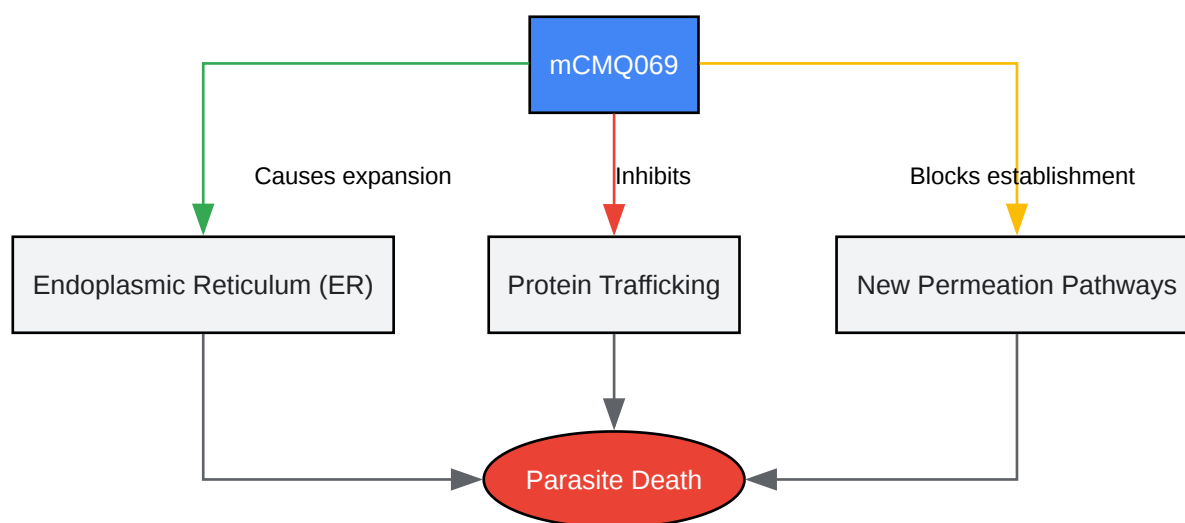 mCMQ069
Causes expansion
Inhibits
Blocks establishment
Endoplasmic Reticulum (ER)
Protein Trafficking
New Permeation Pathways
Parasite Death